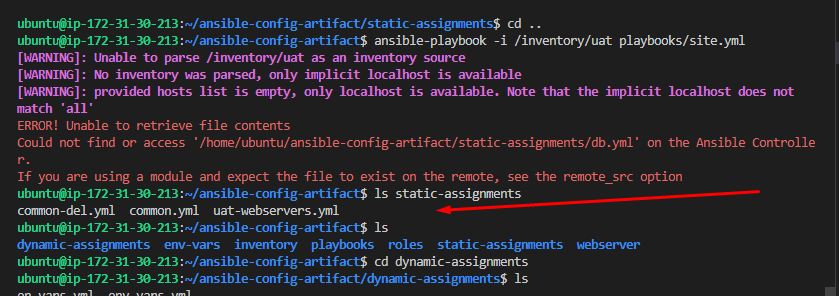 ubuntu@ip-172-31-30-213:~/ansible-config-artifact/static-assignments$ cd ..
ubuntu@ip-172-31-30-213:~/ansible-config-artifact$ ansible-playbook -i /inventory/uat playbooks/site.yml
[WARNING]: Unable to parse /inventory/uat as an inventory source
[WARNING]: No inventory was parsed, only implicit localhost is available
[WARNING]: provided hosts list is empty, only localhost is available. Note that the implicit localhost does not
match 'all'
ERROR! Unable to retrieve file contents
Could not find or access '/home/ubuntu/ansible-config-artifact/static-assignments/db.yml' on the Ansible Controlle
r.
If you are using a module and expect the file to exist on the remote, see the remote_src option
ubuntu@ip-172-31-30-213:~/ansible-config-artifact$ ls static-assignments
common-del.yml  common.yml  uat-webservers.yml
ubuntu@ip-172-31-30-213:~/ansible-config-artifact$ ls
dynamic-assignments  env-vars  inventory  playbooks  roles  static-assignments  webserver
ubuntu@ip-172-31-30-213:~/ansible-config-artifact$ cd dynamic-assignments
ubuntu@ip-172-31-30-213:~/ansible-config-artifact/dynamic-assignments$ ls